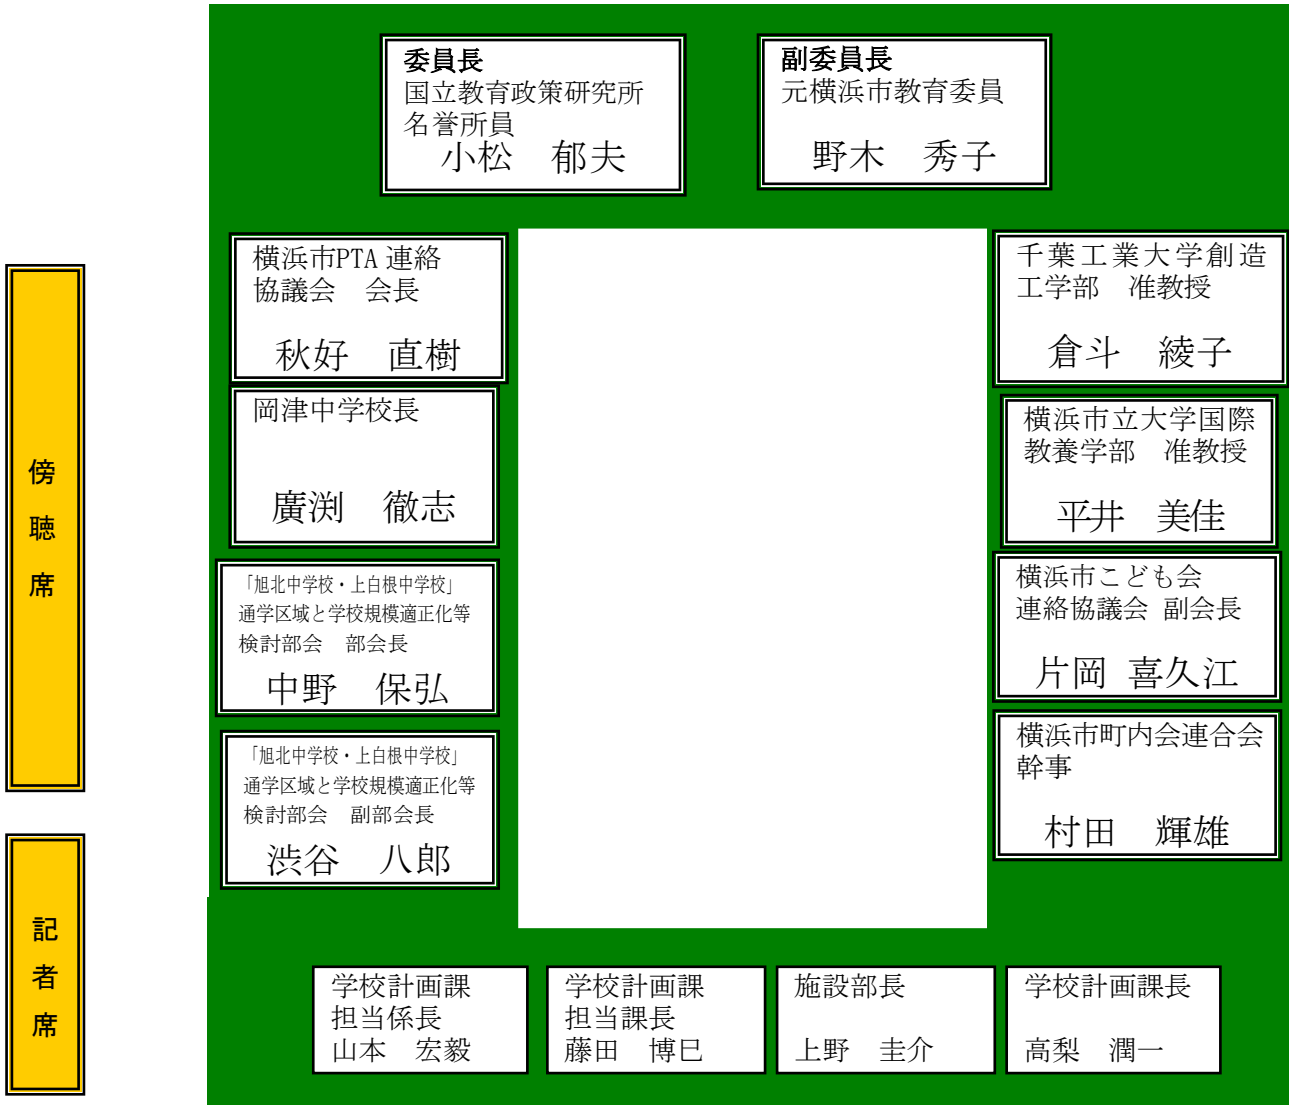 委員長
国立教育政策研究所
名誉所員
小松　郁夫
副委員長
元横浜市教育委員
野木　秀子
横浜市PTA 連絡
協議会　会長
秋好　直樹
岡津中学校長
廣渕　徹志
「旭北中学校・上白根中学校」
通学区域と学校規模適正化等
検討部会　部会長
中野　保弘
「旭北中学校・上白根中学校」
通学区域と学校規模適正化等
検討部会　副部会長
渋谷　八郎
千葉工業大学創造
工学部　准教授
倉斗　綾子
横浜市立大学国際
教養学部　准教授
平井　美佳
横浜市こども会
連絡協議会 副会長
片岡 喜久江
横浜市町内会連合会
幹事
村田　輝雄
傍聴席
記者席
学校計画課
担当係長
山本　宏毅
学校計画課
担当課長
藤田　博巳
施設部長
上野　圭介
学校計画課長
高梨　潤一